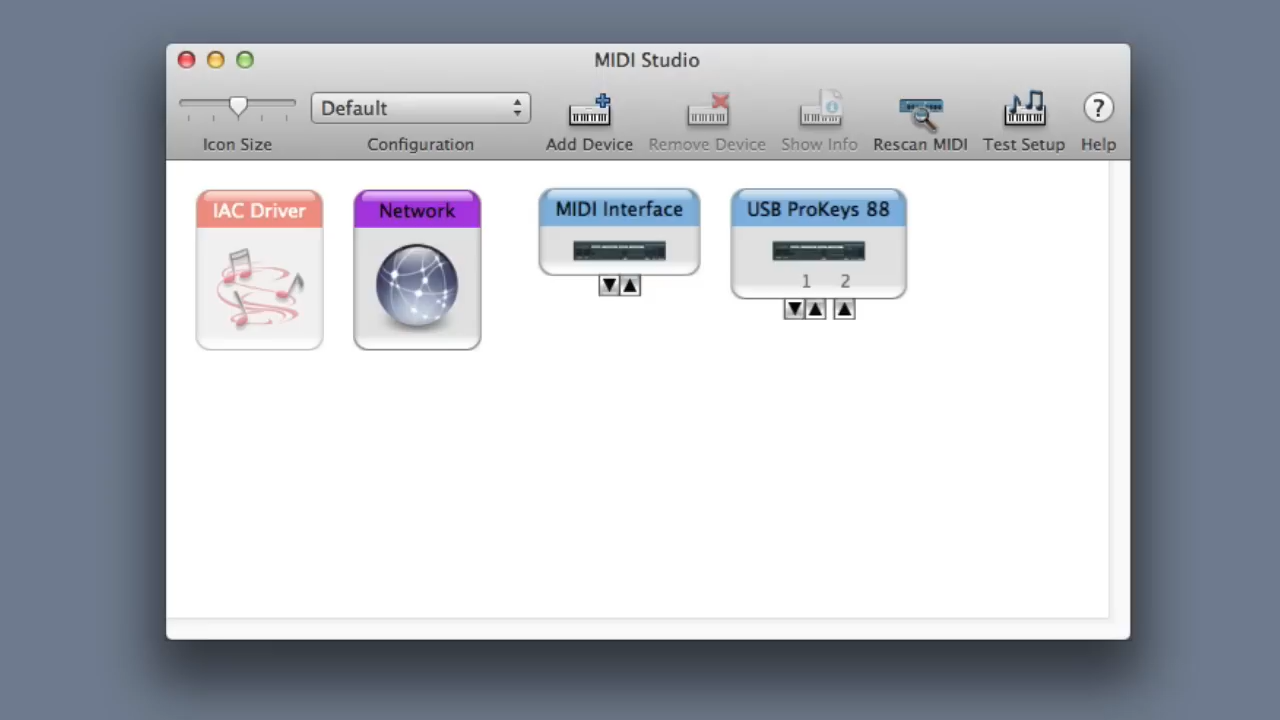 MIDI Studio
Default
Icon Size
Configuration
Add Device
Remove Device
Show Info
Rescan MIDI
Test Setup
?
Help
IAC Driver
Network
MIDI Interface
USB ProKeys 88
1 2